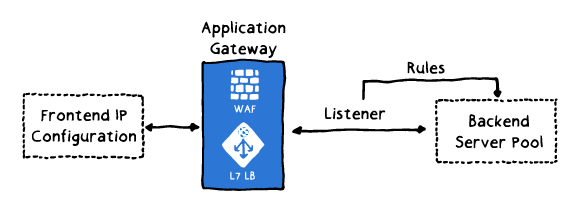 Application
Gateway
Frontend IP
Configuration
WAF
L7 LB
Listener
Rules
Backend
Server Pool